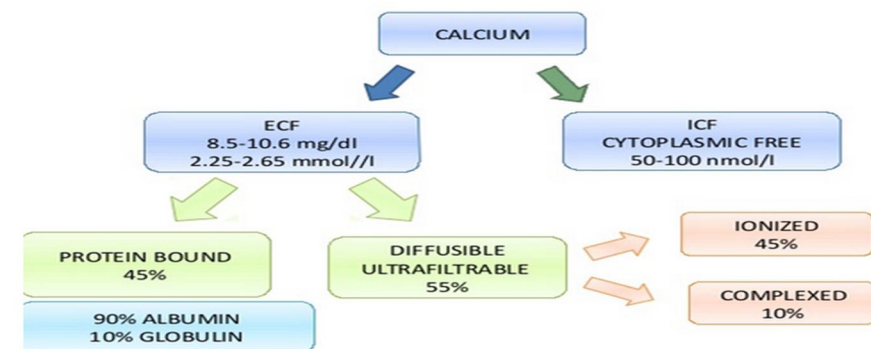 CALCIUM
ECF
8.5-10.6 mg/dl
2.25-2.65 mmol//l
ICF
CYTOPLASMIC FREE
50-100 nmol/l
PROTEIN BOUND
45%
DIFFUSIBLE
ULTRAFILTRABLE
55%
IONIZED
45%
COMPLEXED
10%
90% ALBUMIN
10% GLOBULIN